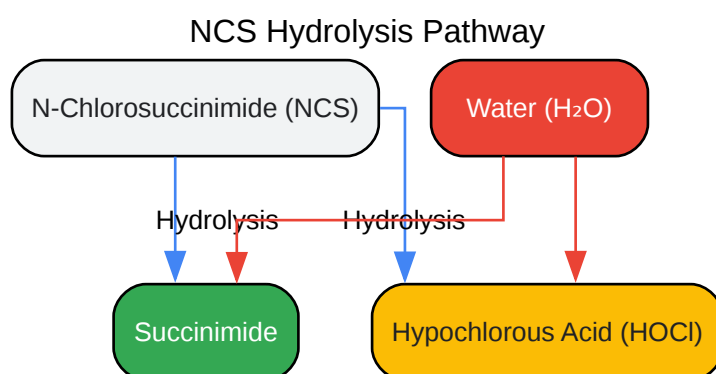 NCS Hydrolysis Pathway
N-Chlorosuccinimide (NCS)
Water (H₂O)
Hydrolysis
Hydrolysis
Succinimide
Hypochlorous Acid (HOCl)